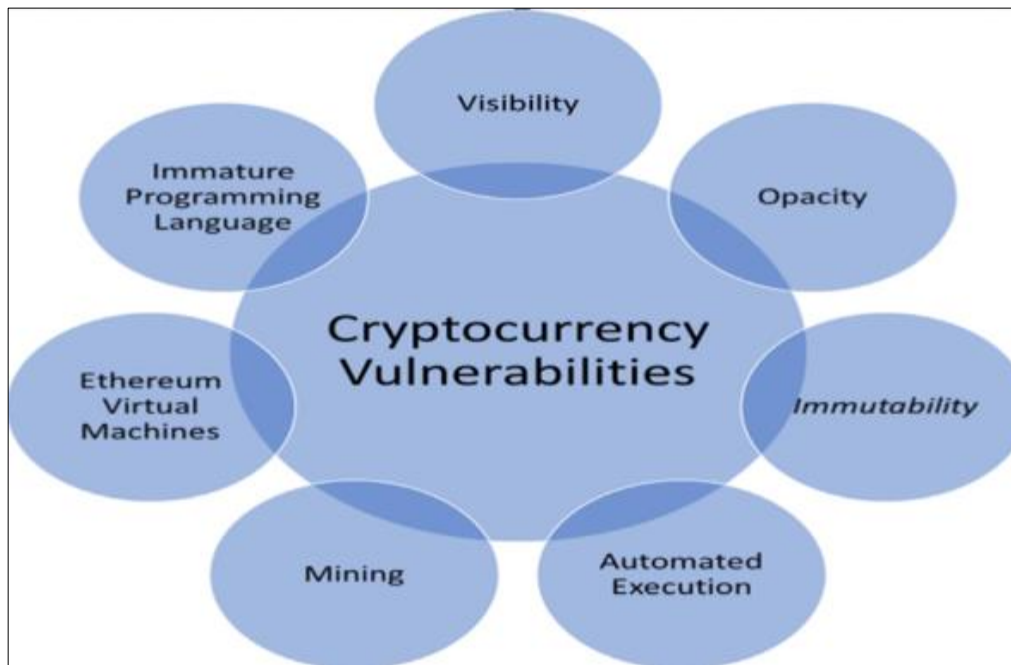 Visibility
Opacity
Immutability
Automated
Execution
Mining
Ethereum
Virtual
Machines
Immature
Programming
Language
Cryptocurrency
Vulnerabilities